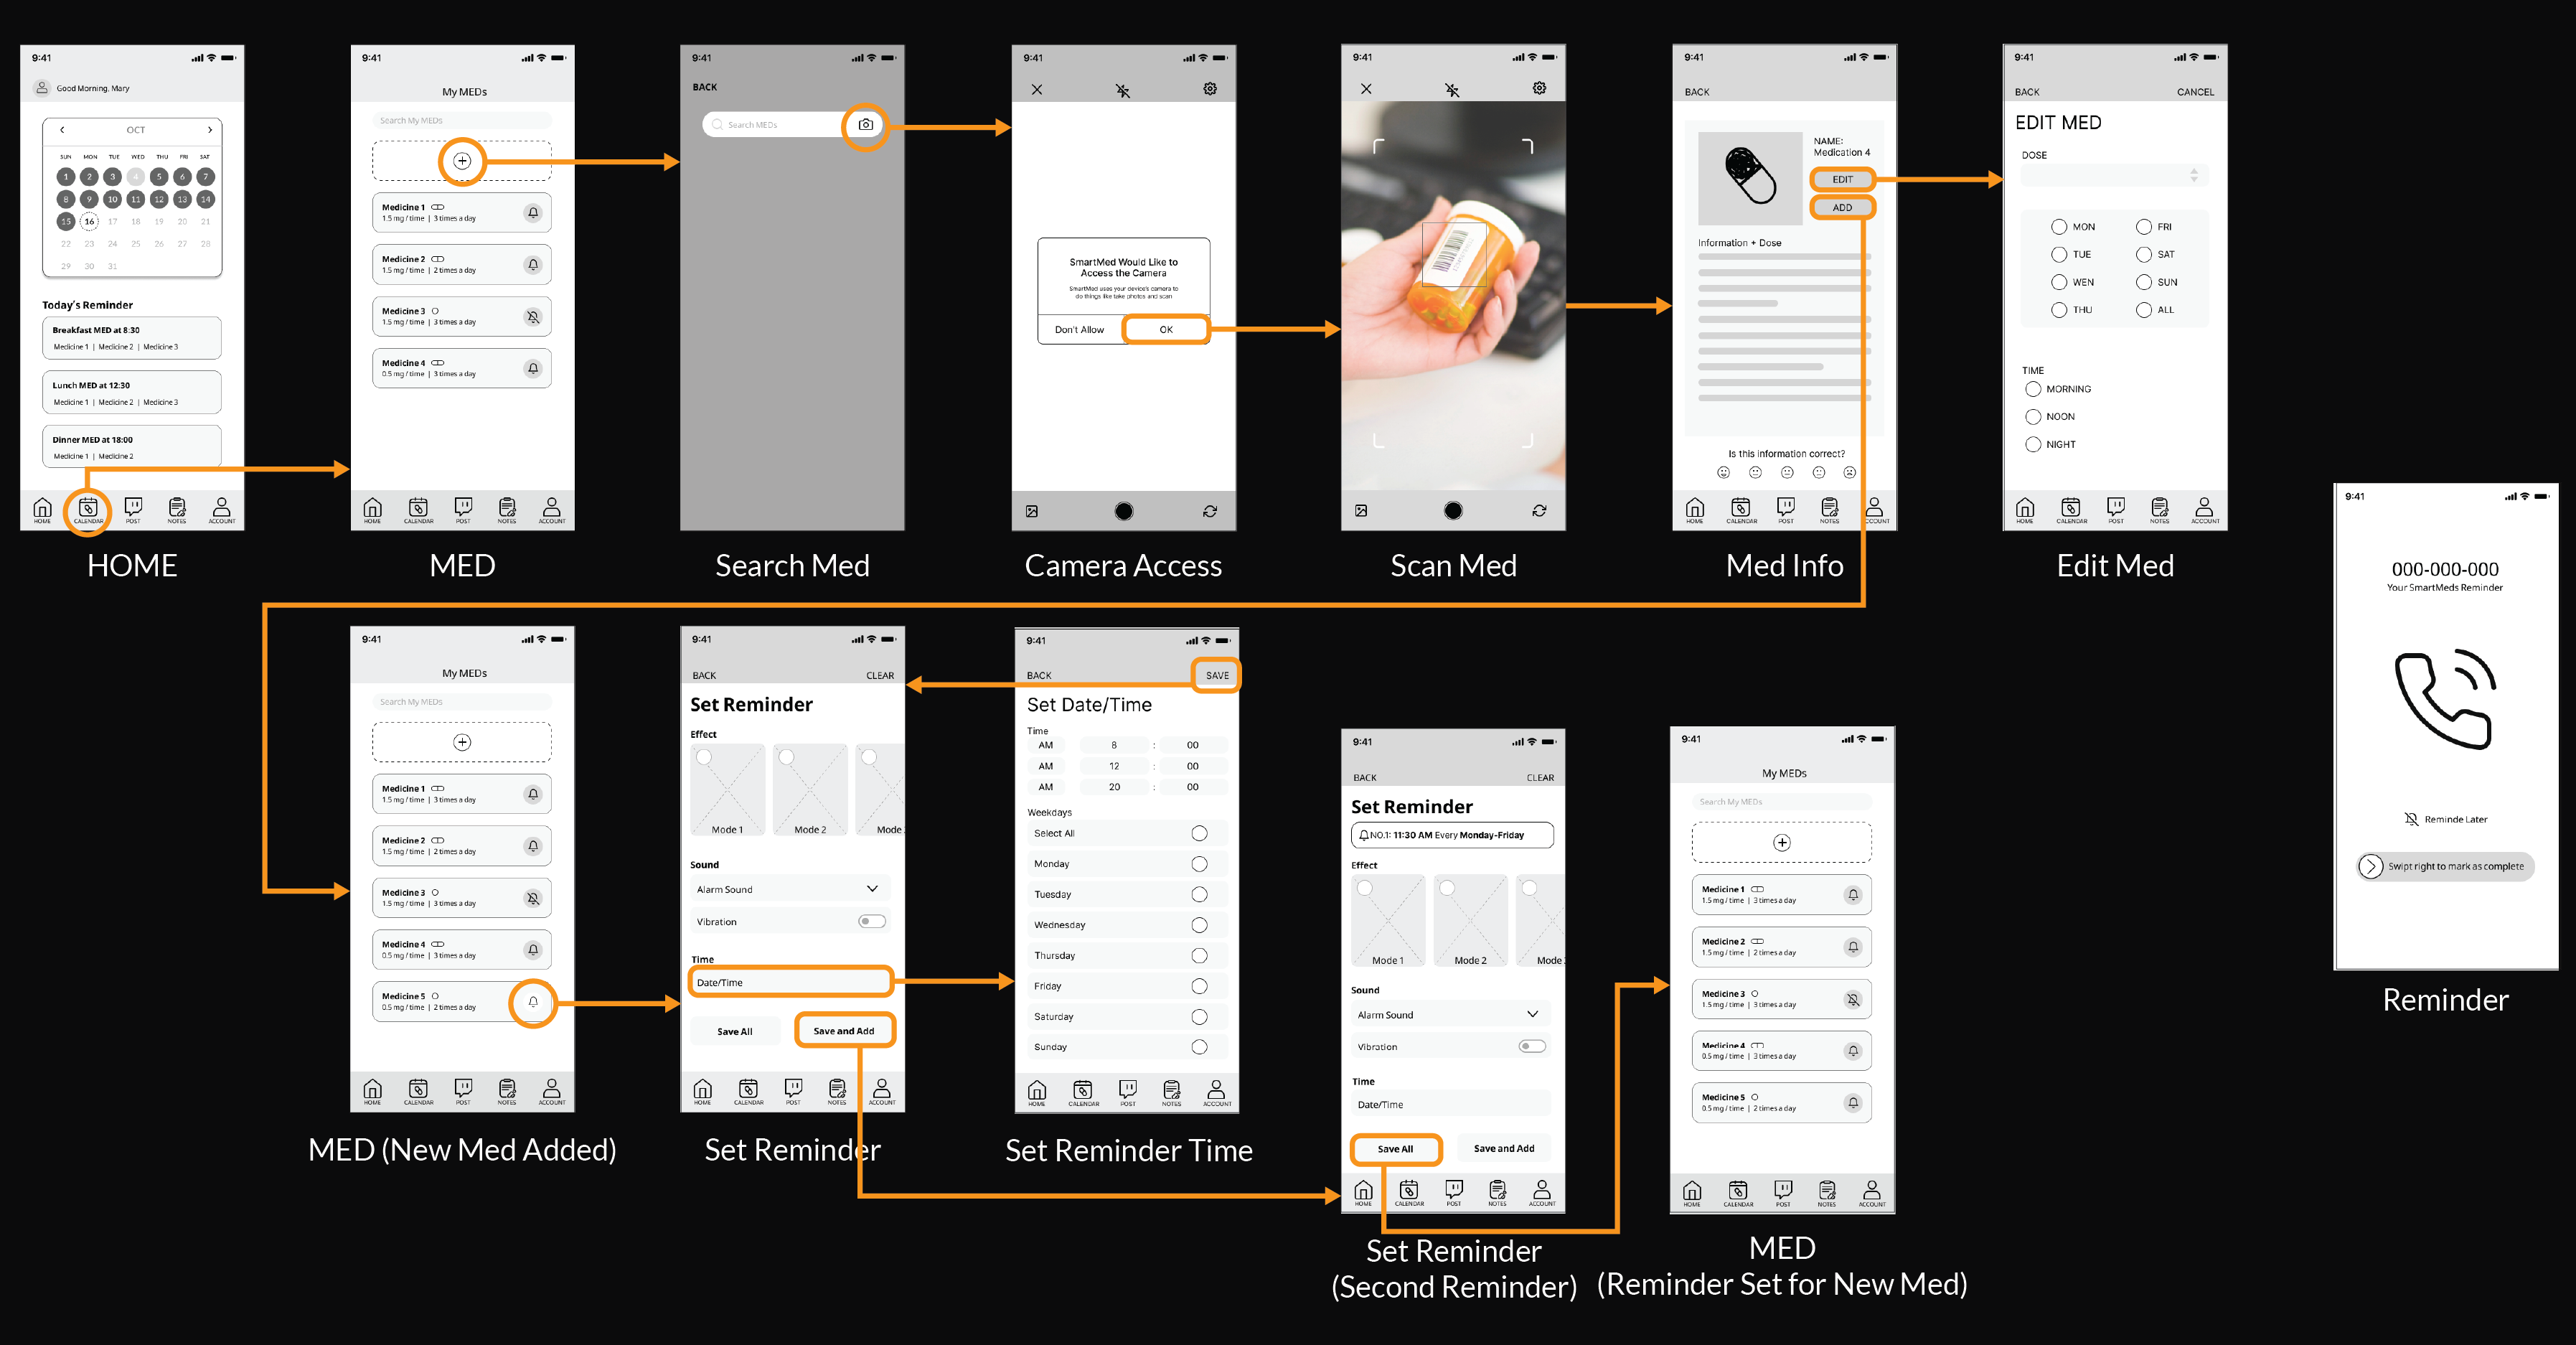 9:41
Good Morning, Mary
OCT
SUN MON TUE WED THU FRI SAT
1 2 3 4 5 6 7
8 9 10 11 12 13 14
15 16 17 18 19 20 21
22 23 24 25 26 27 28
29 30 31
Today's Reminder
Breakfast MED at 8:30
Medicine 1 | Medicine 2 | Medicine 3
Lunch MED at 12:30
Medicine 1 | Medicine 2 | Medicine 3
Dinner MED at 18:00
Medicine 1 | Medicine 2
HOME CALENDAR POST NOTES ACCOUNT
HOME
9:41
My MEDs
Search My MEDs
Medicine 1
1.5 mg / time | 3 times a day
Medicine 2
1.5 mg / time | 2 times a day
Medicine 3
1.5 mg / time | 3 times a day
Medicine 4
0.5 mg / time | 3 times a day
HOME CALENDAR POST NOTES ACCOUNT
MED
9:41
BACK
Search MEDs
Search Med
9:41
SmartMed Would Like to
Access the Camera
SmartMed uses your device's camera to
do things like take photos and scan
Don't Allow OK
Camera Access
9:41
Scan Med
9:41
BACK
NAME:
Medication 4
EDIT
ADD
Information + Dose
Is this information correct?
HOME CALENDAR POST NOTES ACCOUNT
Med Info
9:41
BACK CANCEL
EDIT MED
DOSE
MON FRI
TUE SAT
WEN SUN
THU ALL
TIME
MORNING
NOON
NIGHT
HOME CALENDAR POST NOTES ACCOUNT
Edit Med
9:41
My MEDs
Search My MEDs
Medicine 1
1.5 mg / time | 3 times a day
Medicine 2
1.5 mg / time | 2 times a day
Medicine 3
1.5 mg / time | 3 times a day
Medicine 4
0.5 mg / time | 3 times a day
Medicine 5
0.5 mg / time | 2 times a day
HOME CALENDAR POST NOTES ACCOUNT
MED (New Med Added)
9:41
BACK CLEAR
Set Reminder
Effect
Mode 1 Mode 2 Mode
Sound
Alarm Sound
Vibration
Time
Date/Time
Save All Save and Add
HOME CALENDAR POST NOTES ACCOUNT
Set Reminder
9:41
BACK SAVE
Set Date/Time
Time
AM 8 : 00
AM 12 : 00
AM 20 : 00
Weekdays
Select All
Monday
Tuesday
Wednesday
Thursday
Friday
Saturday
Sunday
HOME CALENDAR POST NOTES ACCOUNT
Set Reminder Time
9:41
BACK CLEAR
Set Reminder
NO.1: 11:30 AM Every Monday-Friday
Effect
Mode 1 Mode 2 Mode
Sound
Alarm Sound
Vibration
Time
Date/Time
Save All Save and Add
HOME CALENDAR POST NOTES ACCOUNT
Set Reminder
(Second Reminder)
9:41
My MEDs
Search My MEDs
Medicine 1
1.5 mg / time | 3 times a day
Medicine 2
1.5 mg / time | 2 times a day
Medicine 3
1.5 mg / time | 3 times a day
Medicine 4
0.5 mg / time | 3 times a day
Medicine 5
0.5 mg / time | 2 times a day
HOME CALENDAR POST NOTES ACCOUNT
MED
(Reminder Set for New Med)
9:41
000-000-000
Your SmartMeds Reminder
Reminde Later
Swipt right to mark as complete
Reminder